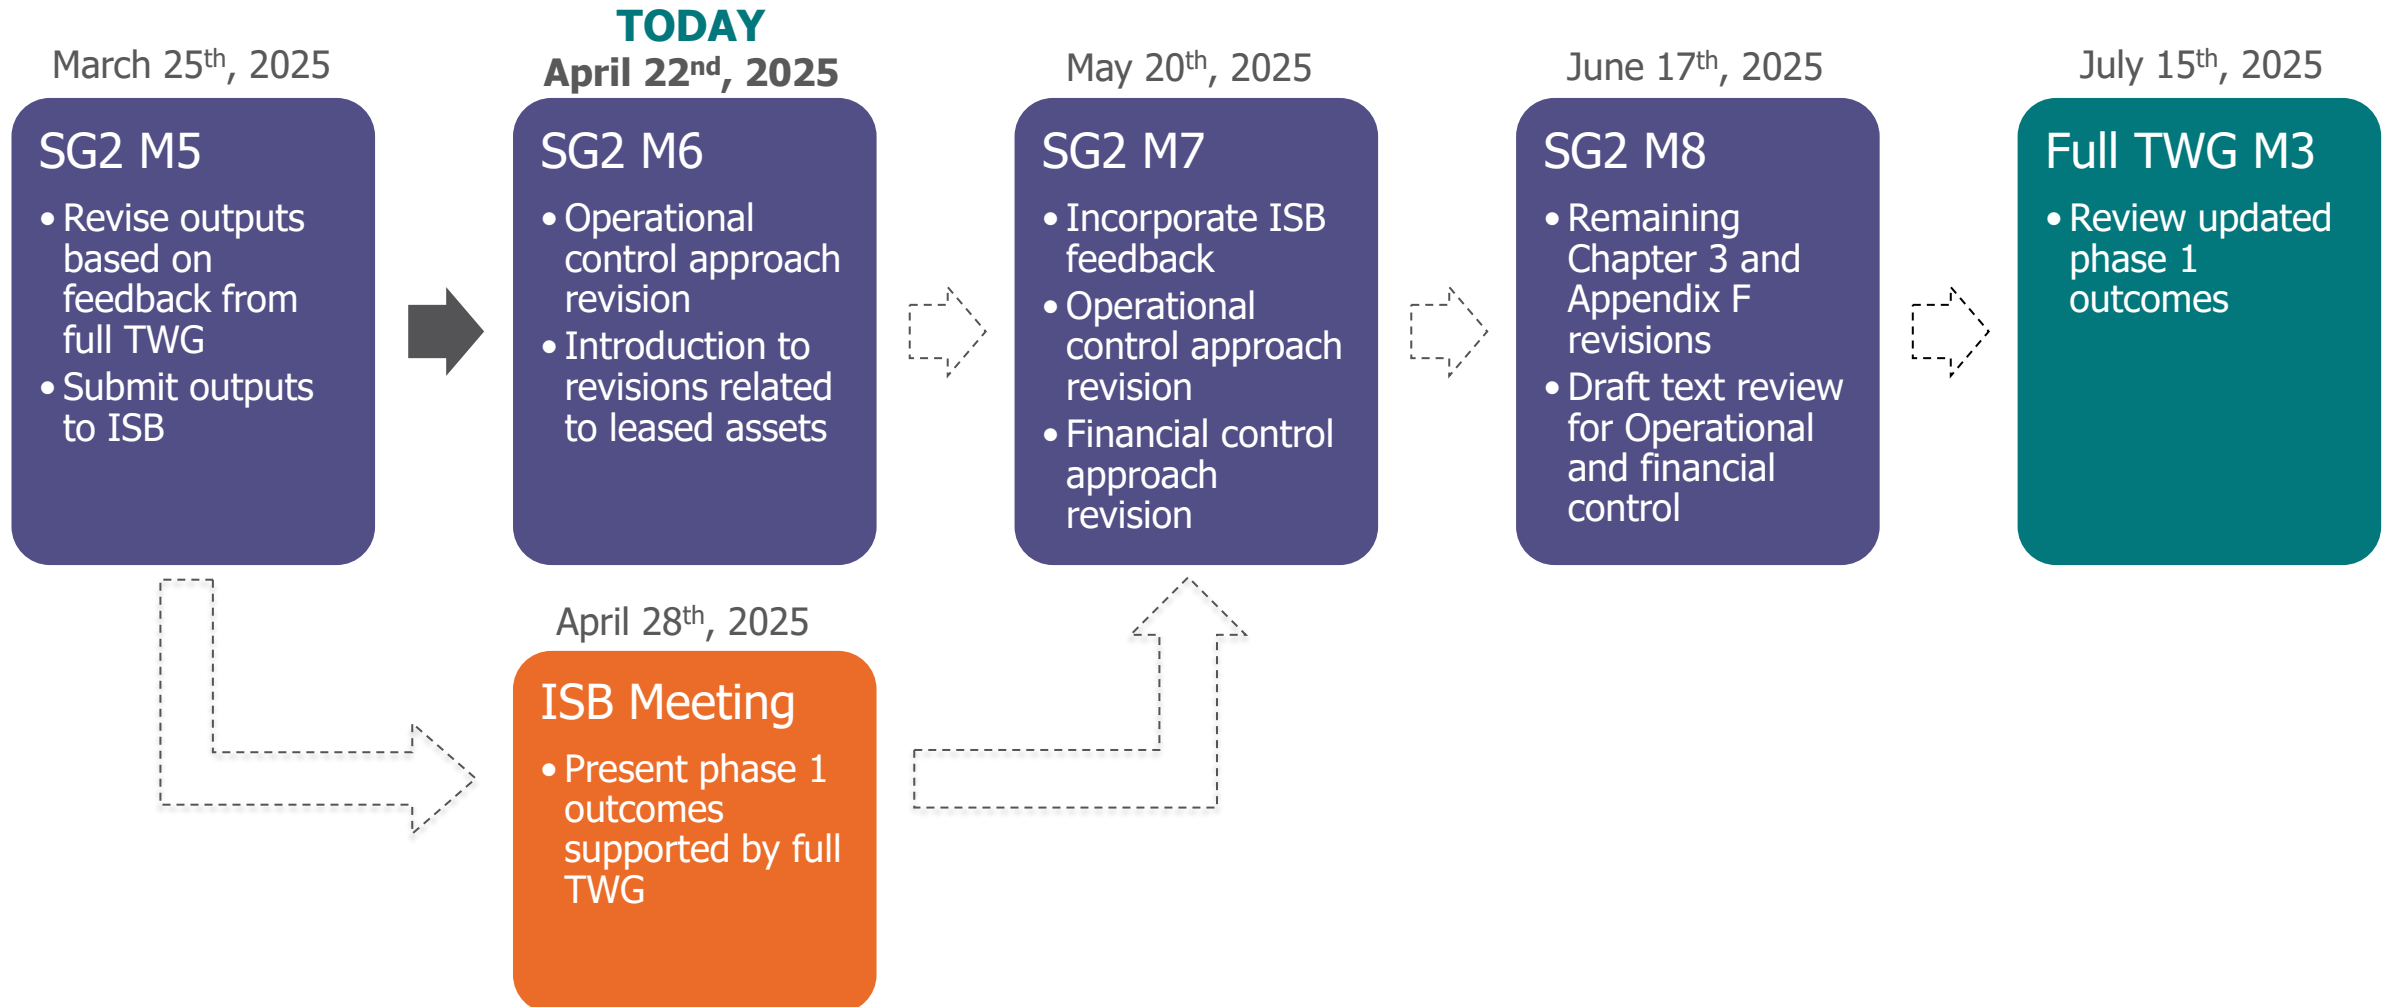 March 25th, 2025
SG2 M5
• Revise outputs
based on
feedback from
full TWG
• Submit outputs
to ISB
TODAY
April 22nd, 2025
SG2 M6
• Operational
control approach
revision
• Introduction to
revisions related
to leased assets
May 20th, 2025
SG2 M7
• Incorporate ISB
feedback
• Operational
control approach
revision
• Financial control
approach
revision
June 17th, 2025
SG2 M8
• Remaining
Chapter 3 and
Appendix F
revisions
• Draft text review
for Operational
and financial
control
July 15th, 2025
Full TWG M3
• Review updated
phase 1
outcomes
April 28th, 2025
ISB Meeting
• Present phase 1
outcomes
supported by full
TWG